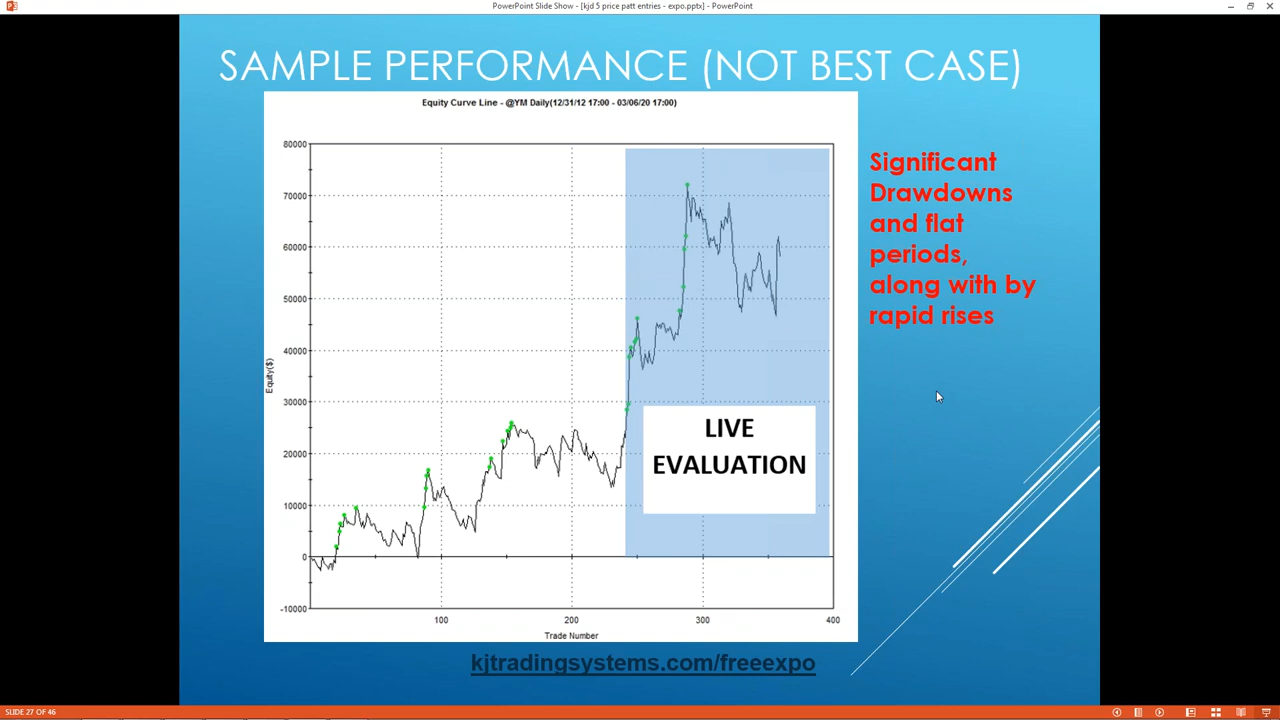 PowerPoint Slide Show - [kjd 5 price patt entries - expo.pptx] - PowerPoint
SAMPLE PERFORMANCE (NOT BEST CASE)
Equity Curve Line - @YM Daily(12/31/12 17:00 - 03/06/20 17:00)
80000
70000
60000
50000
40000
30000
20000
10000
0
-10000
Equity($)
100
200
300
400
Trade Number
LIVE
EVALUATION
Significant
Drawdowns
and flat
periods,
along with by
rapid rises
kjtradingsystems.com/freeexpo
SLIDE 27 OF 46